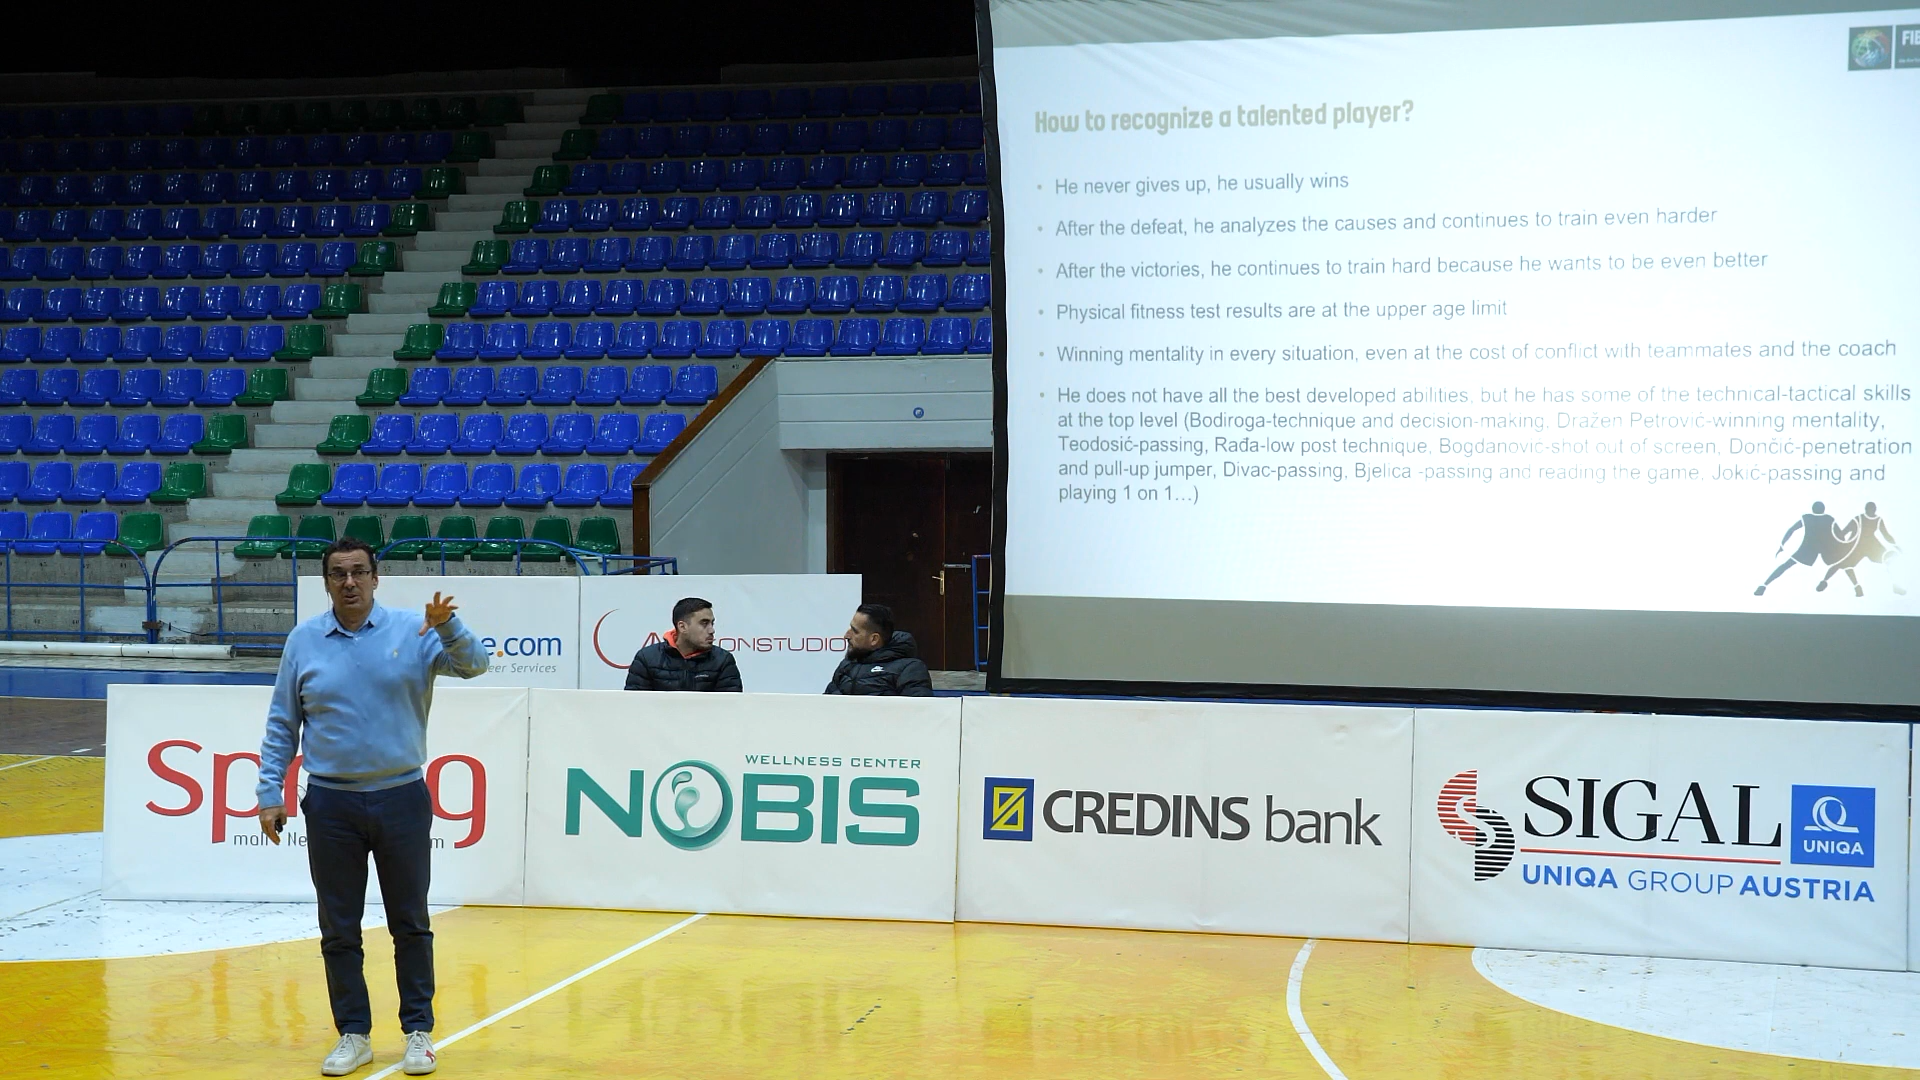 How to recognize a talented player?
• He never gives up, he usually wins
• After the defeat, he analyzes the causes and continues to train even harder
• After the victories, he continues to train hard because he wants to be even better
• Physical fitness test results are at the upper age limit
• Winning mentality in every situation, even at the cost of conflict with teammates and the coach
• He does not have all the best developed abilities, but he has some of the technical-tactical skills
at the top level (Bodiroga-technique and decision-making, Dražen Petrović-winning mentality,
Teodosić-passing, Rađa-low post technique, Bogdanović-shot out of screen, Dončić-penetration
and pull-up jumper, Divac-passing, Bjelica -passing and reading the game, Jokić-passing and
playing 1 on 1...)
e.com
eer Services
ONSTUDIO
WELLNESS CENTER
NOBIS
CREDINS bank
SIGAL
UNIQA
UNIQA GROUP AUSTRIA